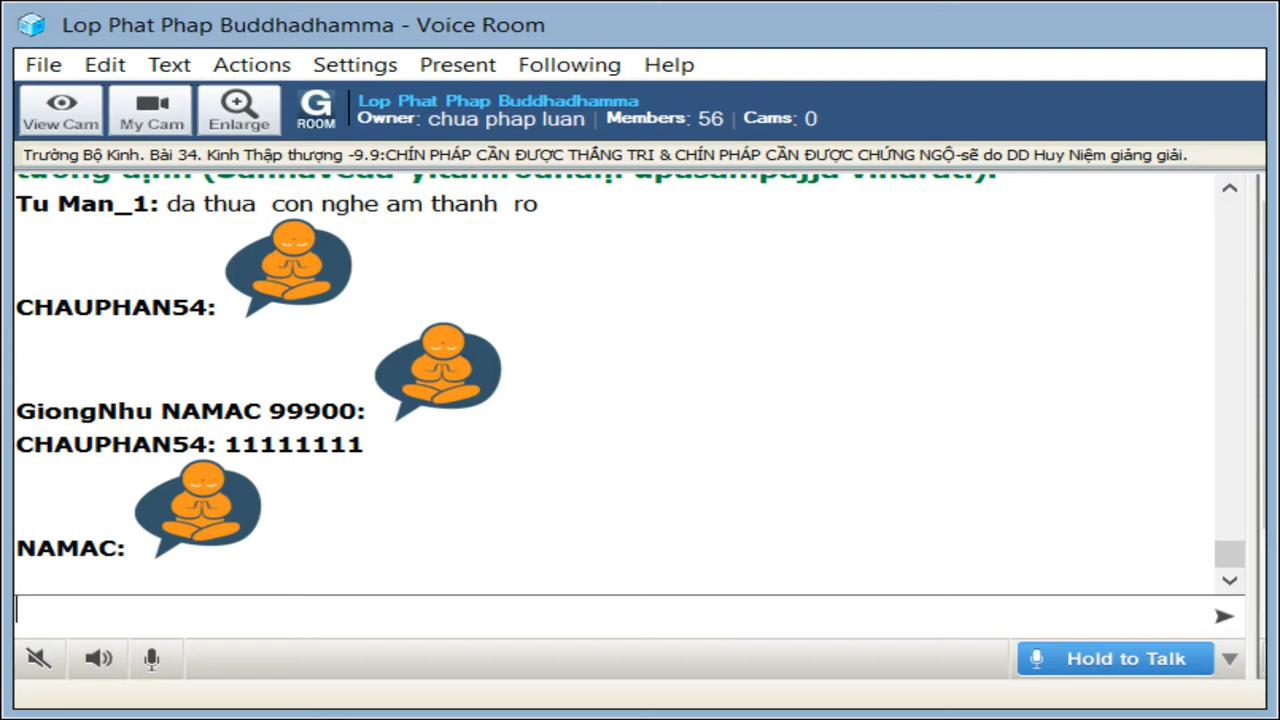 Lop Phat Phap Buddhadhamma - Voice Room
File Edit Text Actions Settings Present Following Help
View Cam My Cam Enlarge G ROOM
Lop Phat Phap Buddhadhamma
Owner: chua phap luan | Members: 56 | Cams: 0
Trường Bộ Kinh. Bài 34. Kinh Thập thượng -9.9:CHÍN PHÁP CẦN ĐƯỢC THẮNG TRI & CHÍN PHÁP CẦN ĐƯỢC CHỨNG NGỘ-sẽ do DD Huy Niệm giảng giải.
Tu Man_1: da thua con nghe am thanh ro
CHAUPHAN54:
GiongNhu NAMAC 99900:
CHAUPHAN54: 11111111
NAMAC:
Hold to Talk